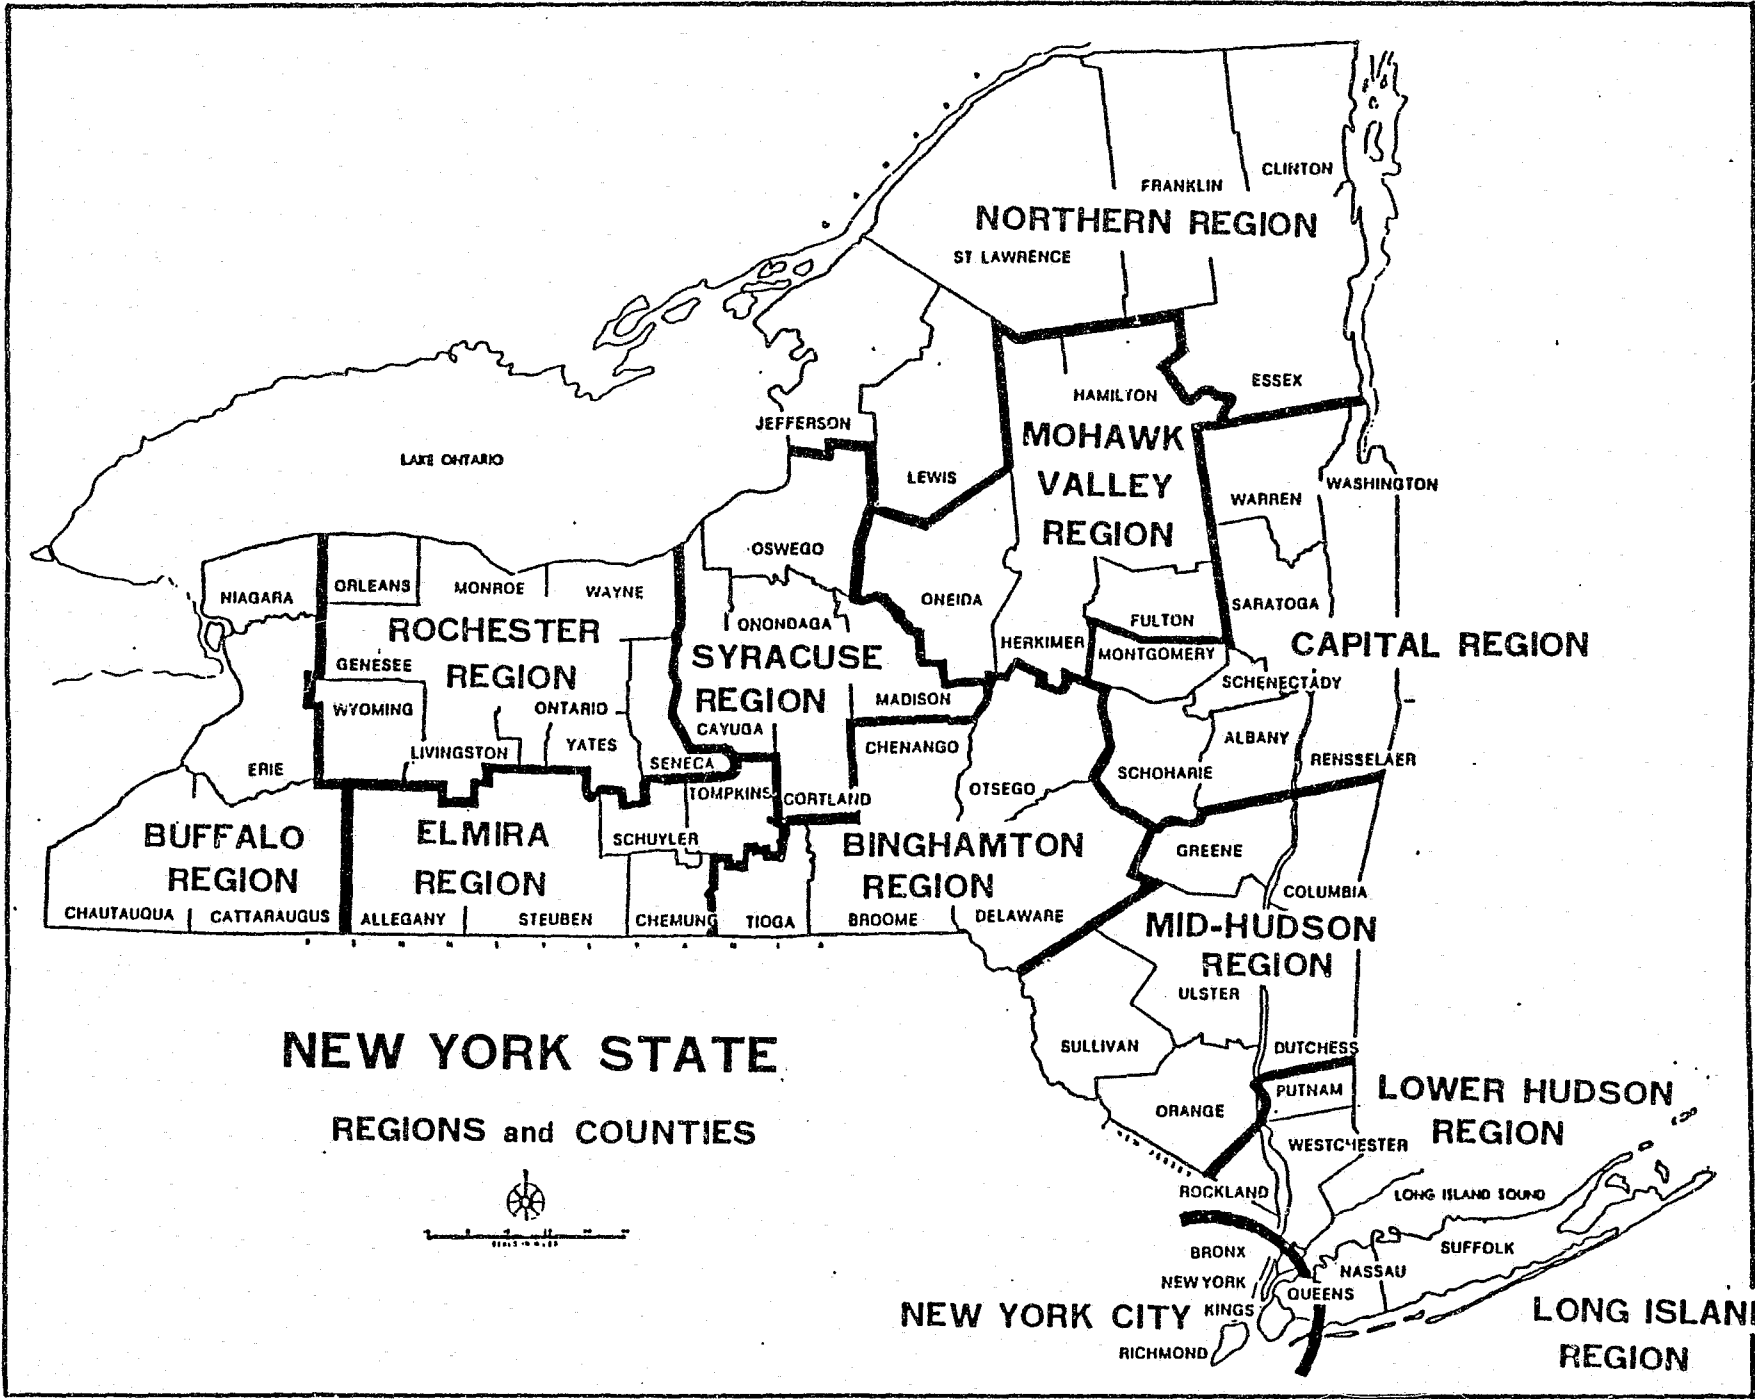 CLINTON
FRANKLIN
NORTHERN REGION
ST LAWRENCE
ESSEX
HAMILTON
JEFFERSON
MOHAWK
VALLEY
REGION
LAKE ONTARIO
LEWIS
WASHINGTON
WARREN
OSWEGO
ORLEANS
MONROE
WAYNE
NIAGARA
ONEIDA
SARATOGA
FULTON
ONONDAGA
ROCHESTER
REGION
HERKIMER
MONTGOMERY
CAPITAL REGION
SYRACUSE
REGION
GENESEE
SCHENECTADY
WYOMING
ONTARIO
MADISON
CAYUGA
LIVINGSTON
YATES
CHENANGO
ALBANY
SENECA
ERIE
RENSSELAER
SCHOHARIE
OTSEGO
TOMPKINS
CORTLAND
BUFFALO
REGION
ELMIRA
REGION
SCHUYLER
BINGHAMTON
REGION
GREENE
COLUMBIA
CHAUTAUQUA
CATTARAUGUS
ALLEGANY
STEUBEN
CHEMUNG
TIOGA
BROOME
DELAWARE
MID-HUDSON
REGION
ULSTER
NEW YORK STATE
SULLIVAN
DUTCHESS
PUTNAM
LOWER HUDSON
REGION
ORANGE
REGIONS and COUNTIES
WESTCHESTER
ROCKLAND
LONG ISLAND SOUND
BRONX
SUFFOLK
NASSAU
NEW YORK
QUEENS
NEW YORK CITY
KINGS
RICHMOND
LONG ISLAN
REGION